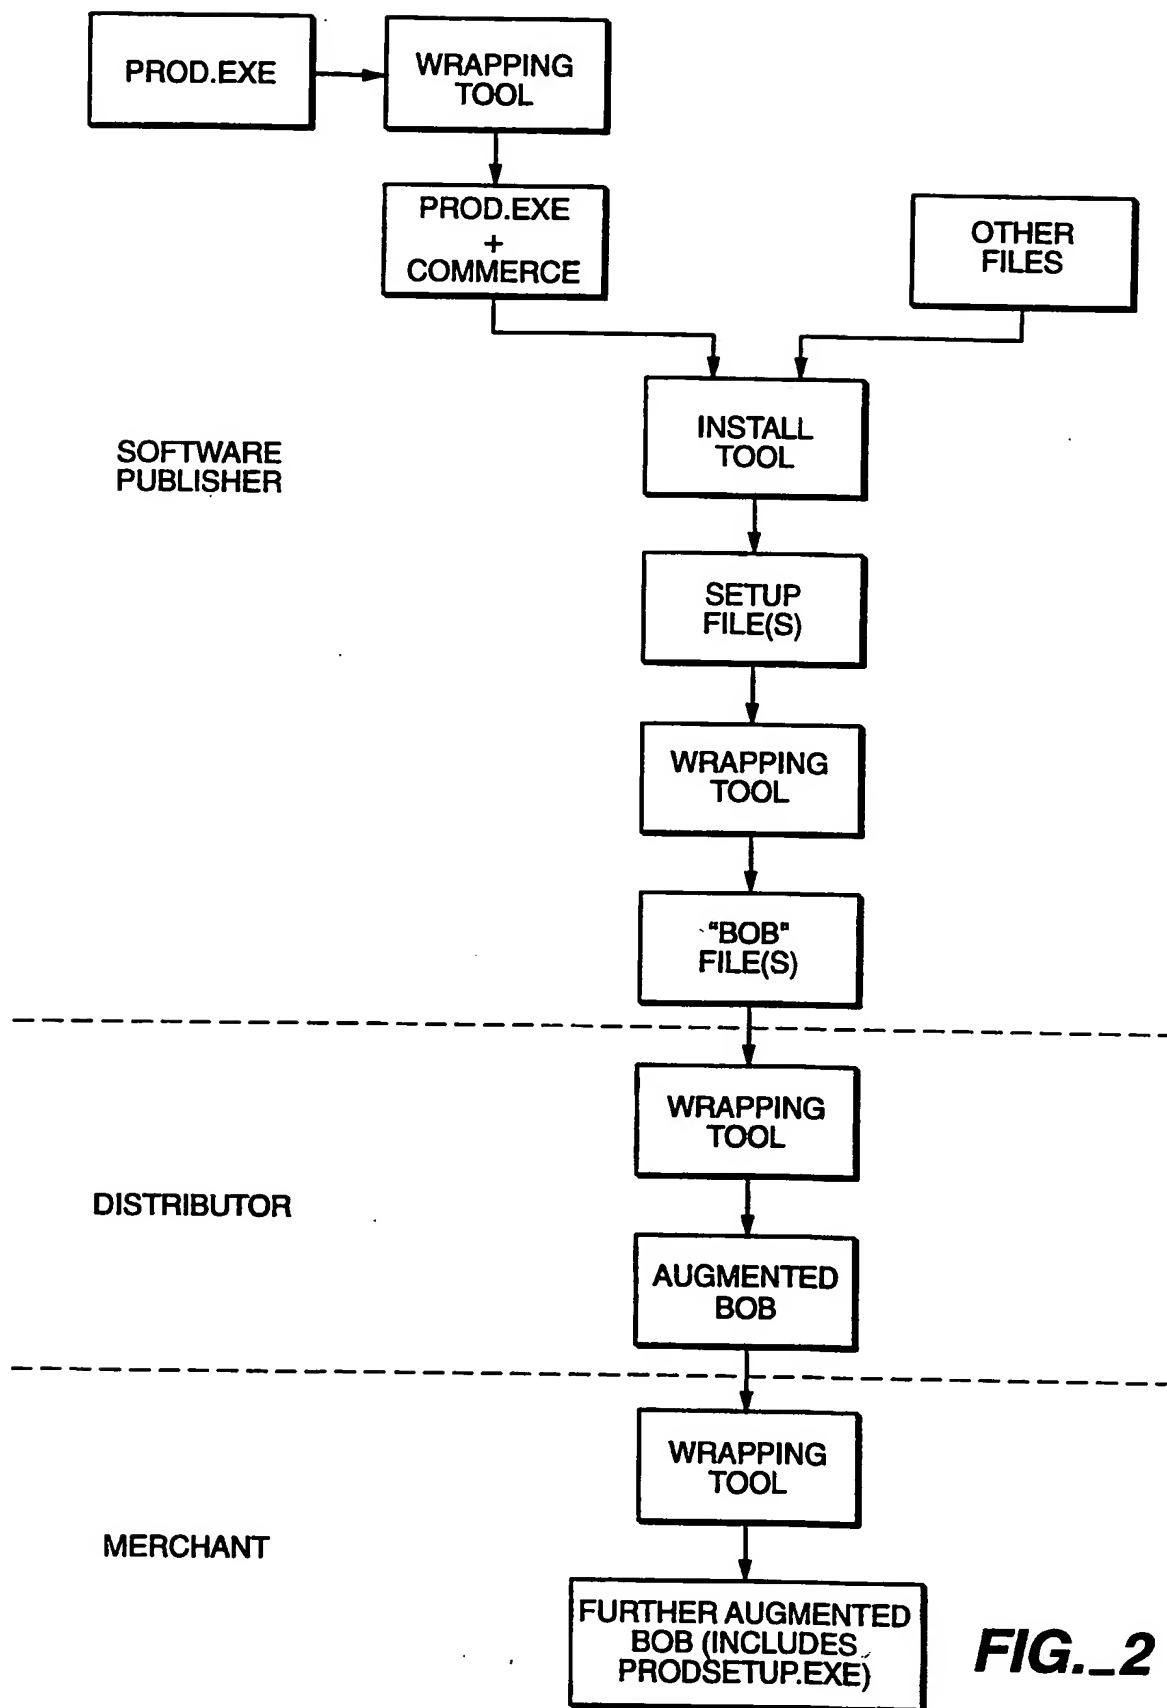 PROD.EXE
WRAPPING
TOOL
PROD.EXE
+
COMMERCE
OTHER
FILES
INSTALL
TOOL
SOFTWARE
PUBLISHER
SETUP
FILE(S)
WRAPPING
TOOL
"BOB"
FILE(S)
WRAPPING
TOOL
DISTRIBUTOR
AUGMENTED
BOB
WRAPPING
TOOL
MERCHANT
FURTHER AUGMENTED
BOB (INCLUDES
PRODSETUP.EXE)
FIG._2